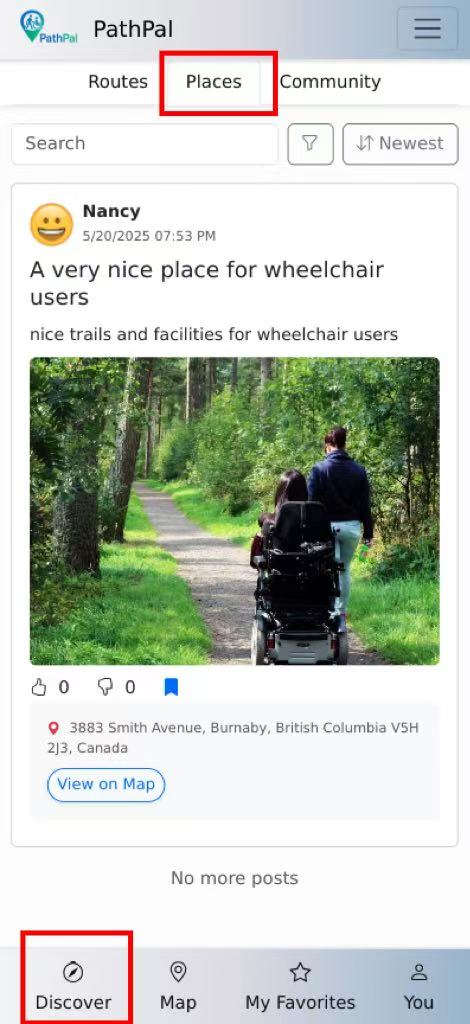 PathPal
PathPal
Routes
Places
Community
Search
Newest
Nancy
5/20/2025 07:53 PM
A very nice place for wheelchair
users
nice trails and facilities for wheelchair users
0
0
3883 Smith Avenue, Burnaby, British Columbia V5H
2J3, Canada
View on Map
No more posts
Discover
Map
My Favorites
You